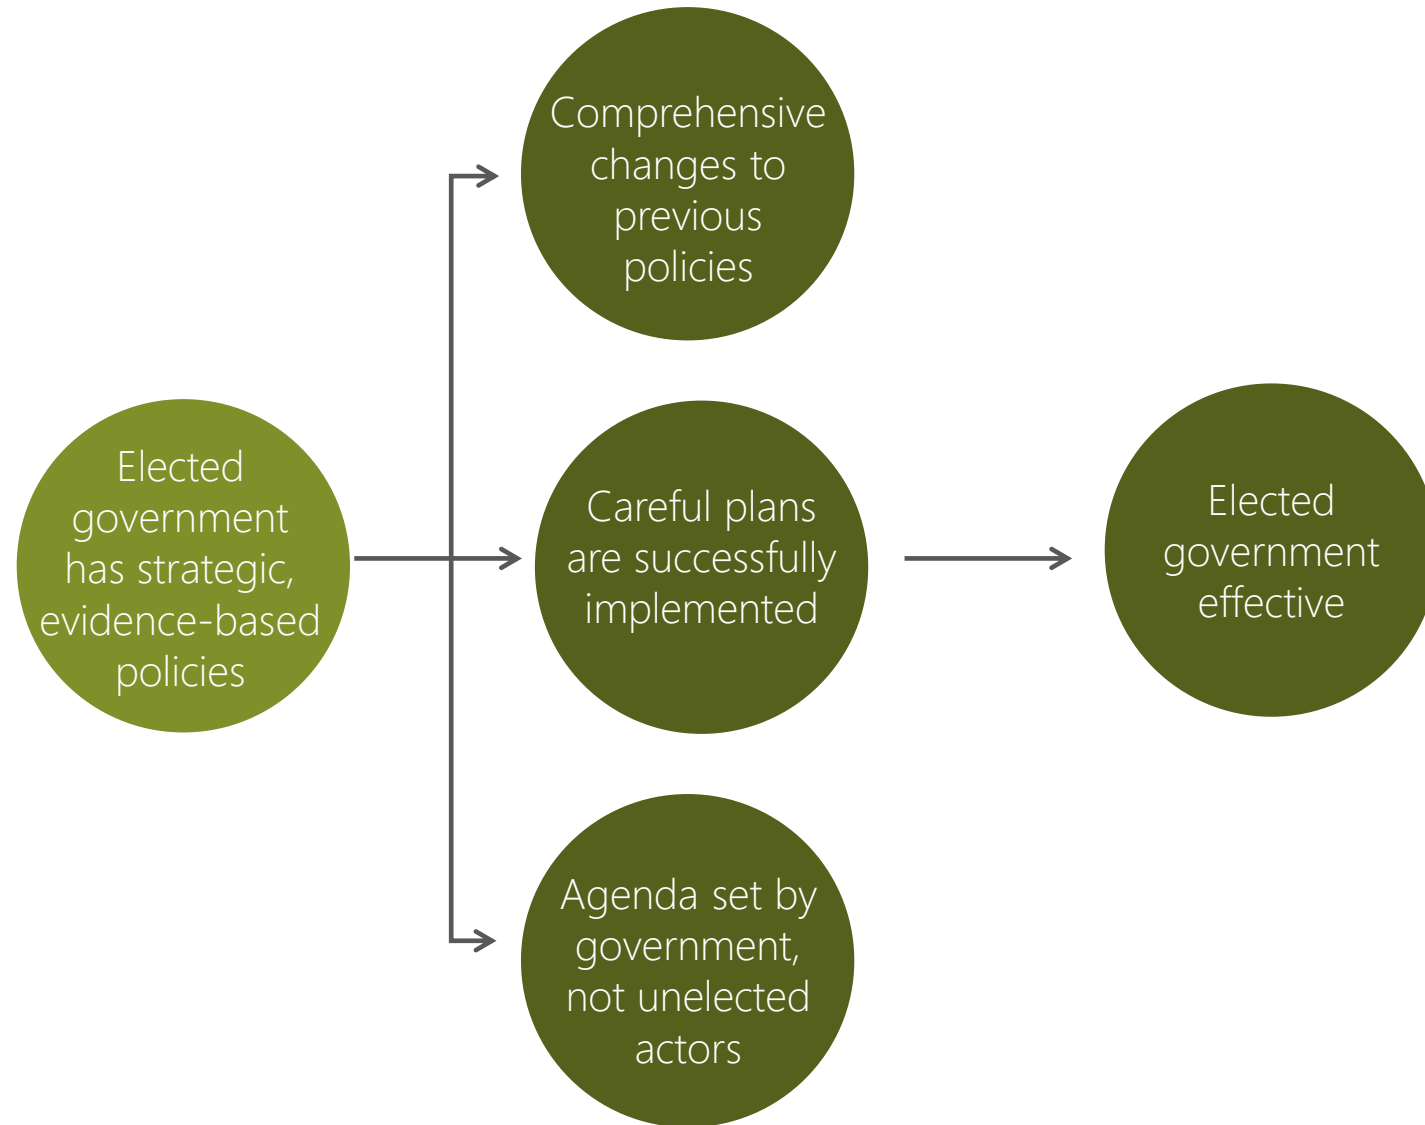 Comprehensive
changes to
previous
policies
Elected
government
has strategic,
evidence-based
policies
Careful plans
are successfully
implemented
Elected
government
effective
Agenda set by
government,
not unelected
actors